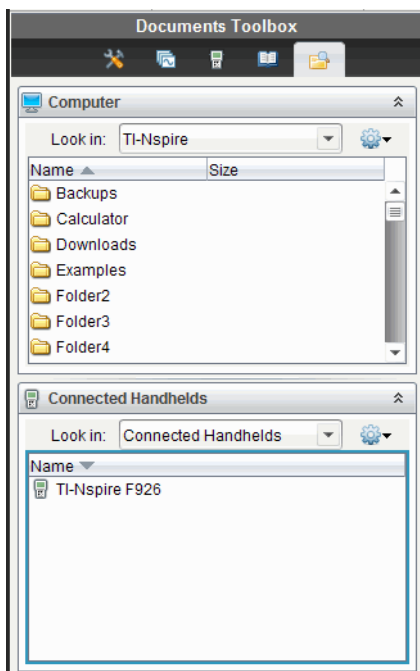 Documents Toolbox
Computer
Look in: TI-Nspire
Name Size
Backups
Calculator
Downloads
Examples
Folder2
Folder3
Folder4
Connected Handhelds
Look in: Connected Handhelds
Name
TI-Nspire F926